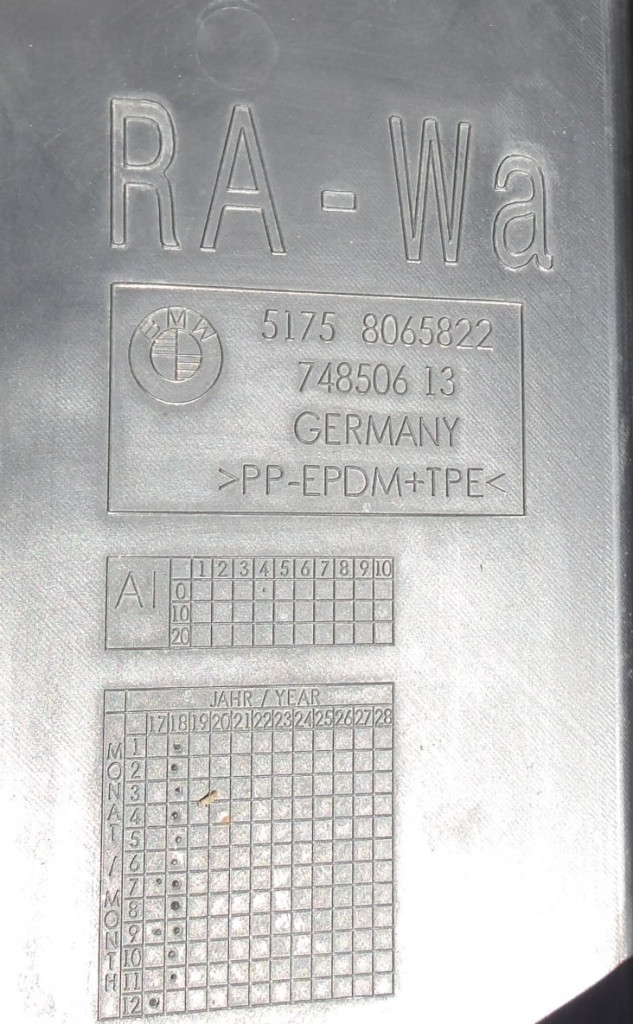 RA-Wa
BMW
5175 8065822
748506 13
GERMANY
>PP-EPDM+TPE<
AI
1 2 3 4 5 6 7 8 9 10
0
10
20
JAHR / YEAR
17 18 19 20 21 22 23 24 25 26 27 28
MONAT / MONTH
1
2
3
4
5
6
7
8
9
10
11
12